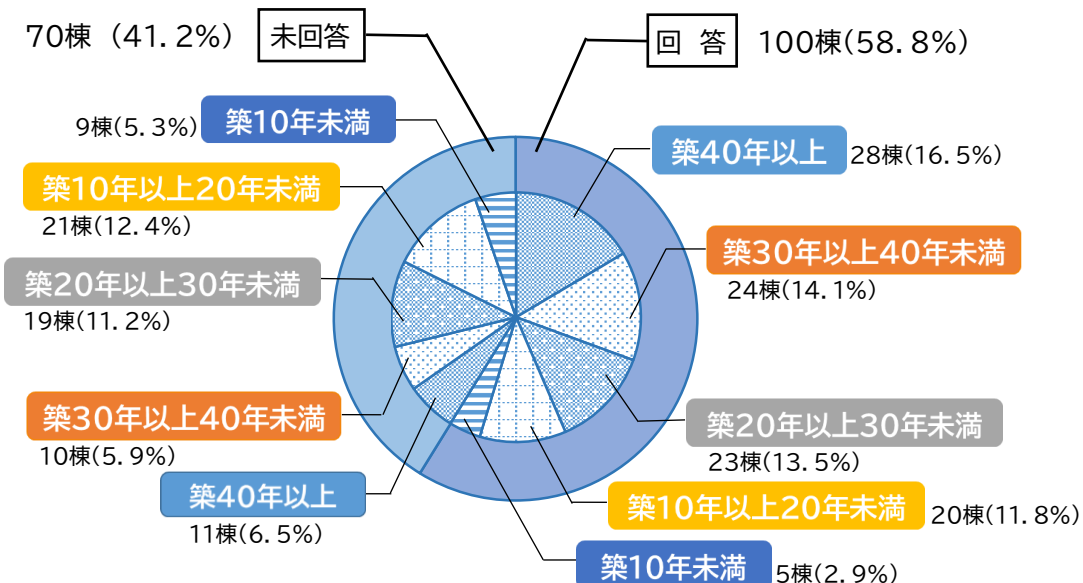 70棟 (41.2%) 未回答
回 答 100棟(58.8%)
築10年未満
9棟(5.3%)
築10年以上20年未満
21棟(12.4%)
築20年以上30年未満
19棟(11.2%)
築30年以上40年未満
10棟(5.9%)
築40年以上
11棟(6.5%)
築40年以上
28棟(16.5%)
築30年以上40年未満
24棟(14.1%)
築20年以上30年未満
23棟(13.5%)
築10年以上20年未満
20棟(11.8%)
築10年未満
5棟(2.9%)